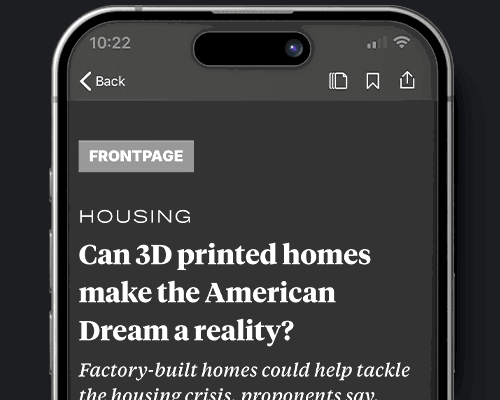 10:22
Back
FRONTPAGE
HOUSING
Can 3D printed homes
make the American
Dream a reality?
Factory-built homes could help tackle
the housing crisis, proponents say.